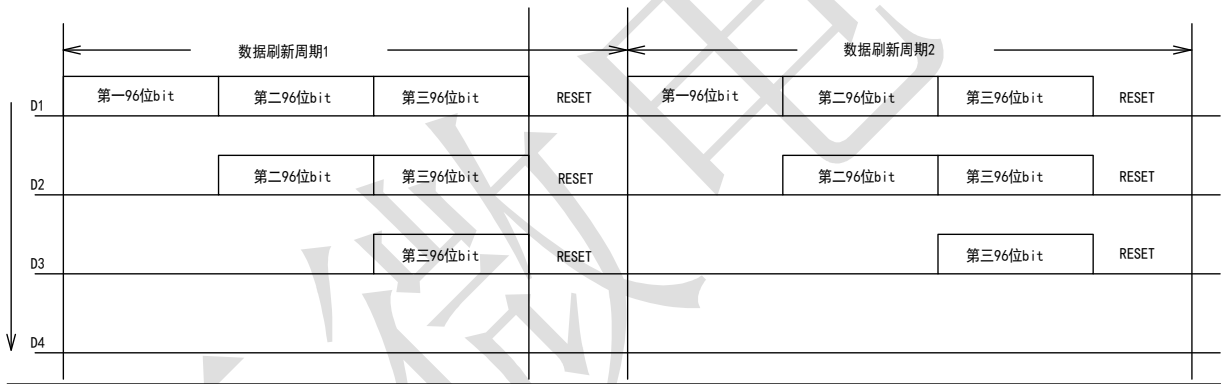 数据刷新周期1 数据刷新周期2
D1 第一96位bit 第二96位bit 第三96位bit RESET 第一96位bit 第二96位bit 第三96位bit RESET
D2 第二96位bit 第三96位bit RESET 第二96位bit 第三96位bit RESET
D3 第三96位bit RESET 第三96位bit RESET
D4